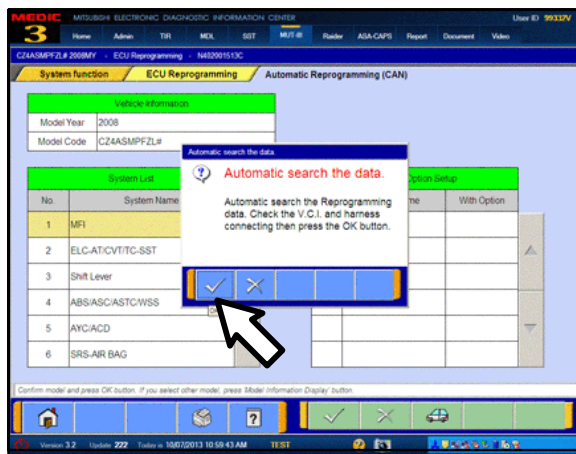 MEDIC
3
MITSUBISHI ELECTRONIC DIAGNOSTIC INFORMATION CENTER
User ID 99332V
Home Admin TIR MDL SST MUT-III Raider ASA-CAPS Report Document Video
CZ4ASMPFZL# 2008MY - ECU Reprogramming - N402901513C
System function
ECU Reprogramming
Automatic Reprogramming (CAN)
Vehicle Information
Model Year 2008
Model Code CZ4ASMPFZL#
Automatic search the data.
Automatic search the data.
Automatic search the Reprogramming
data. Check the V.C.I. and harness
connecting then press the OK button.
System List
Option Setup
No. System Name
With Option
1 MFI
2 ELC-AT/CVT/TC-SST
3 Shift Lever
4 ABS/ASC/ASTC/WSS
5 AYC/ACD
6 SRS-AIR BAG
Confirm model and press OK button. If you select other model, press 'Model Information Display' button.
Version 3.2 Update 222 Today is 10/07/2013 10:59:43 AM TEST